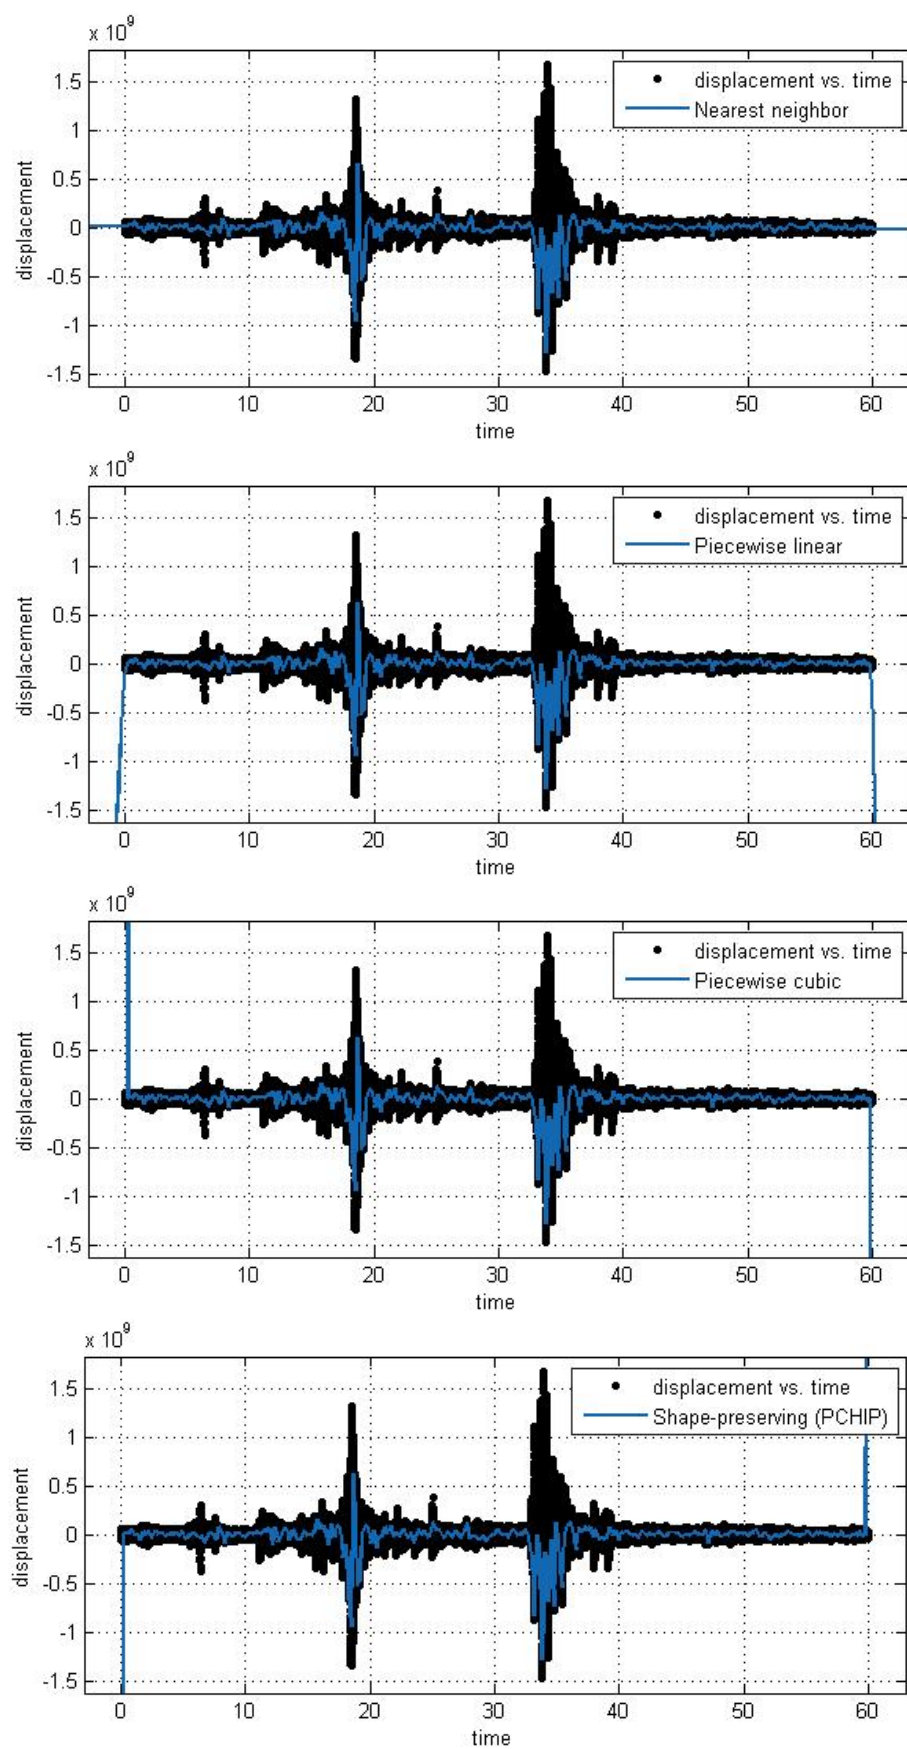 x 10^9
1.5
1
0.5
0
-0.5
-1
-1.5
displacement
displacement vs. time
Nearest neighbor
0 10 20 30 40 50 60
time
x 10^9
1.5
1
0.5
0
-0.5
-1
-1.5
displacement
displacement vs. time
Piecewise linear
0 10 20 30 40 50 60
time
x 10^9
1.5
1
0.5
0
-0.5
-1
-1.5
displacement
displacement vs. time
Piecewise cubic
0 10 20 30 40 50 60
time
x 10^9
1.5
1
0.5
0
-0.5
-1
-1.5
displacement
displacement vs. time
Shape-preserving (PCHIP)
0 10 20 30 40 50 60
time